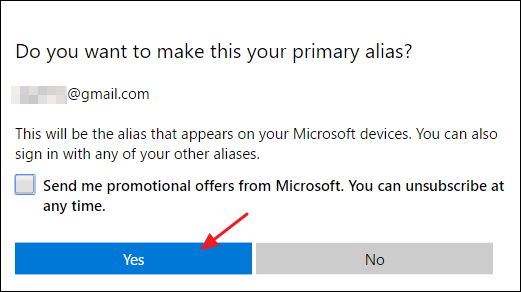 Do you want to make this your primary alias?
@gmail.com
This will be the alias that appears on your Microsoft devices. You can also
sign in with any of your other aliases.
Send me promotional offers from Microsoft. You can unsubscribe at
any time.
Yes
No